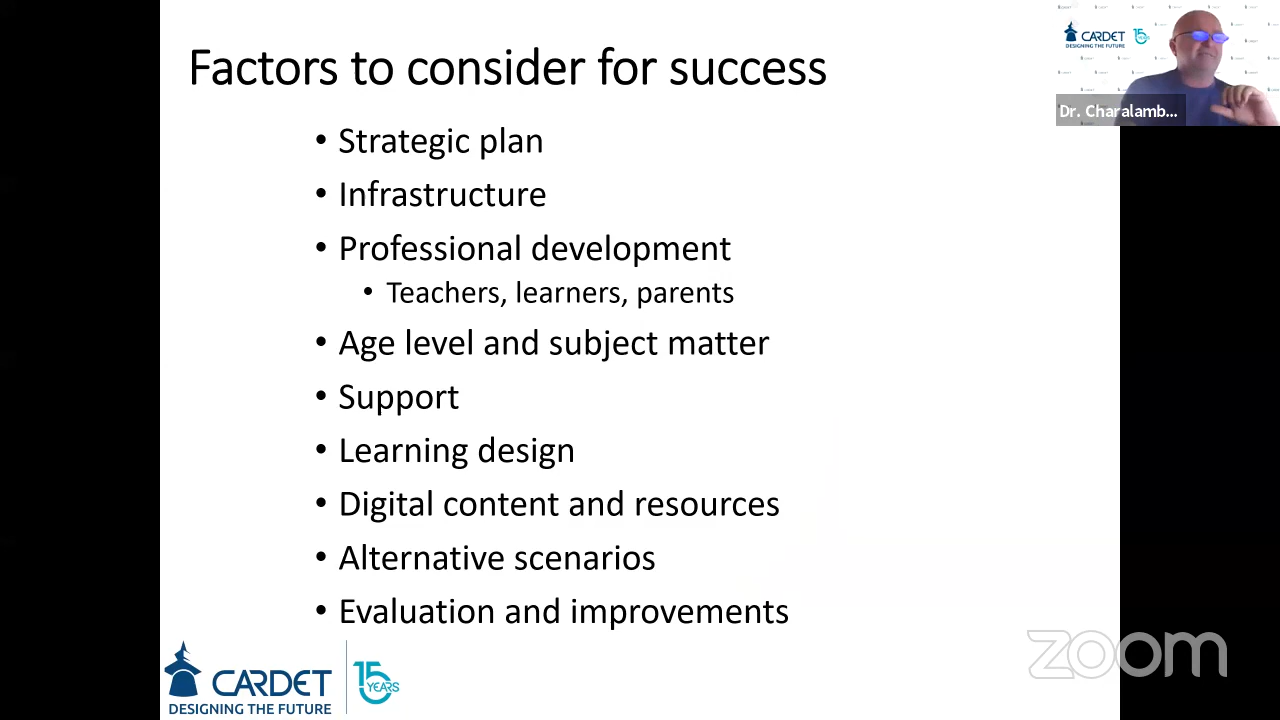 Factors to consider for success
• Strategic plan
• Infrastructure
• Professional development
• Teachers, learners, parents
• Age level and subject matter
• Support
• Learning design
• Digital content and resources
• Alternative scenarios
• Evaluation and improvements
CARDET
DESIGNING THE FUTURE
15
YEARS
CARDET
DESIGNING THE FUTURE
15
YEARS
Dr. Charalamb...
zoom